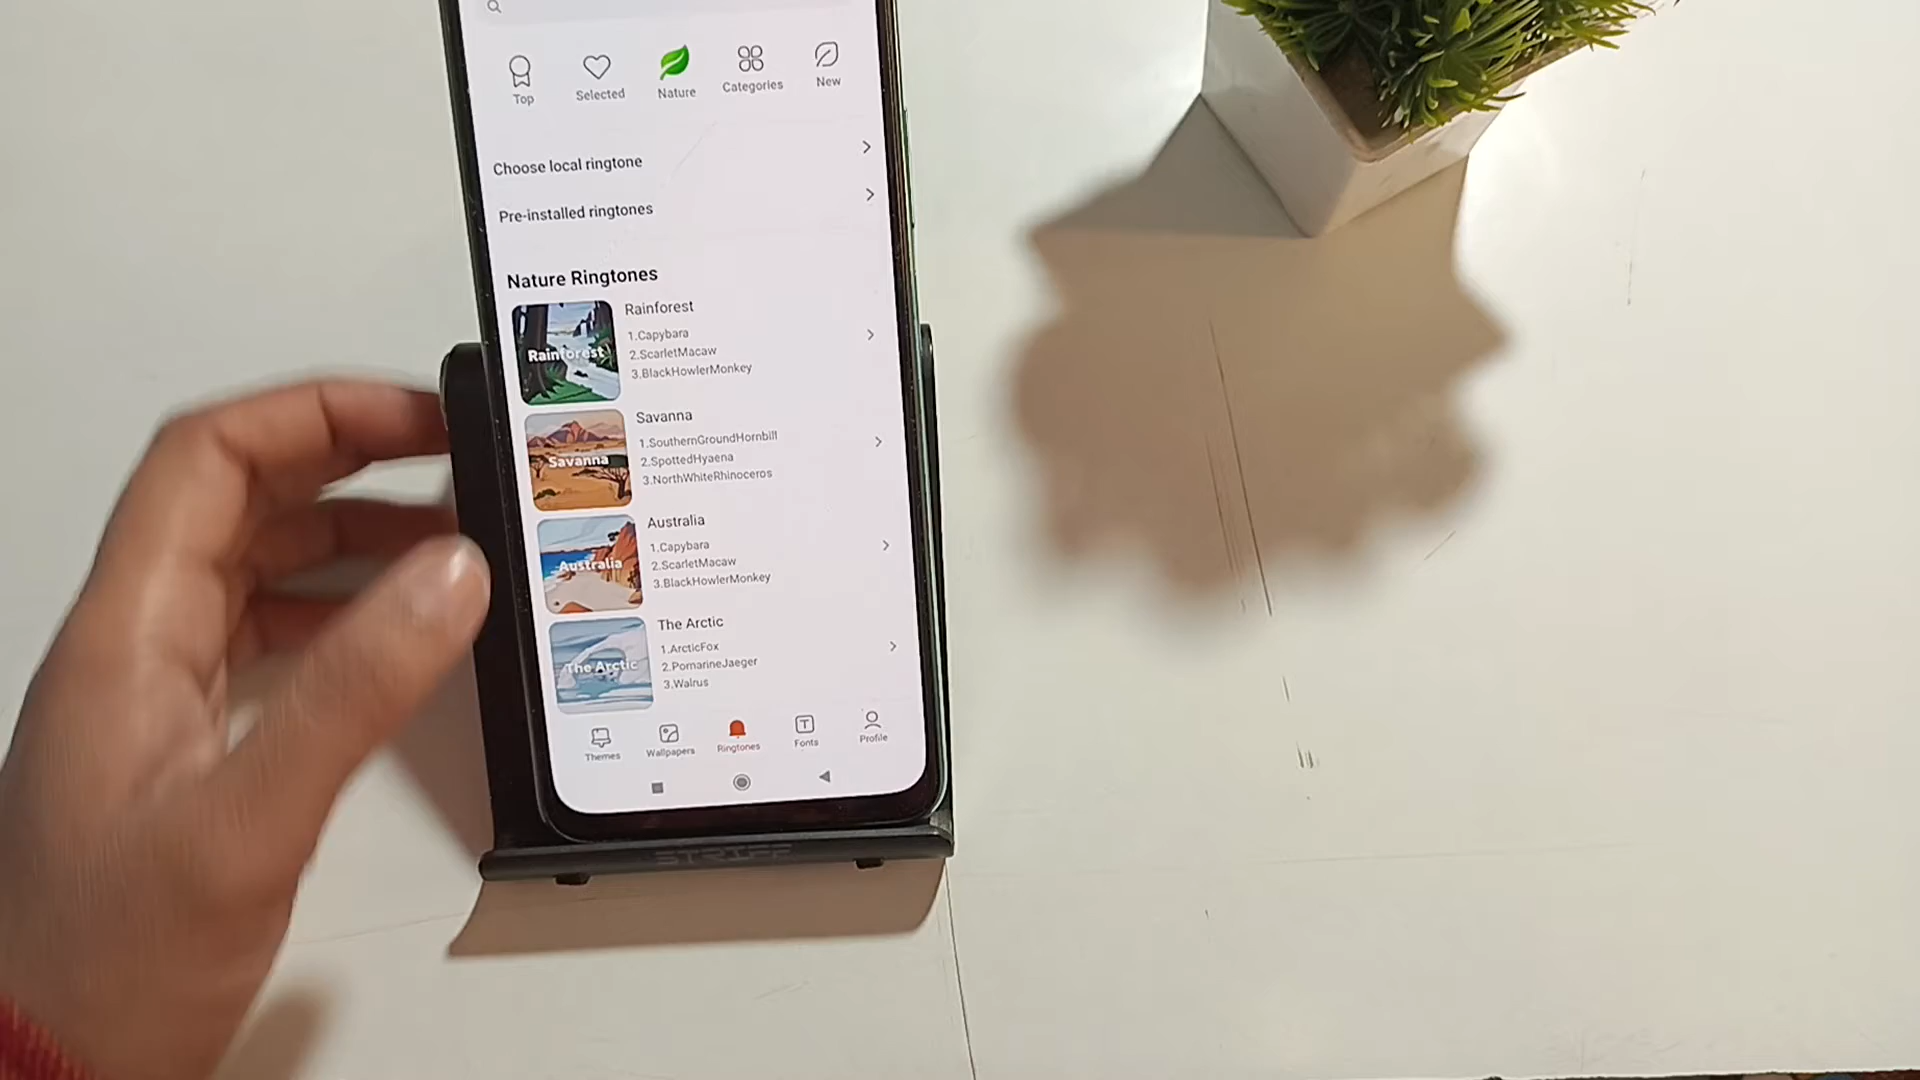 Top
Selected
Nature
Categories
New
Choose local ringtone
Pre-installed ringtones
Nature Ringtones
Rainforest
Rainforest
1.Capybara
2.ScarletMacaw
3.BlackHowlerMonkey
Savanna
Savanna
1.SouthernGroundHornbill
2.SpottedHyaena
3.NorthWhiteRhinoceros
Australia
Australia
1.Capybara
2.ScarletMacaw
3.BlackHowlerMonkey
The Arctic
The Arctic
1.ArcticFox
2.PomarineJaeger
3.Walrus
Themes
Wallpapers
Ringtones
Fonts
Profile
STRIFF